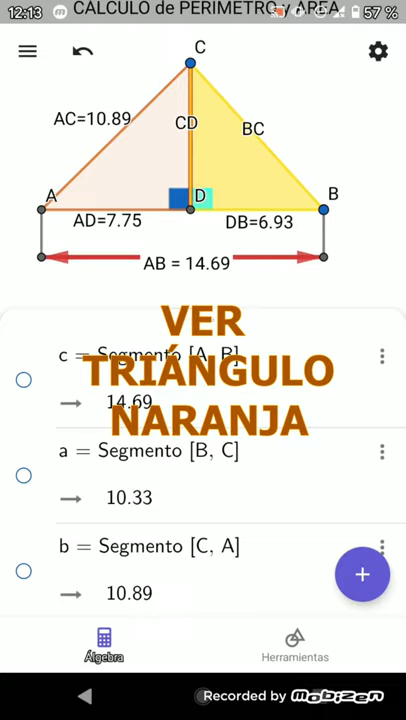 12:13
CALCULO de PERIMETRO y AREA
57 %
C
AC=10.89
CD
BC
A
D
B
AD=7.75
DB=6.93
AB = 14.69
VER
TRIÁNGULO
NARANJA
c = Segmento [A, B]
14.69
a = Segmento [B, C]
10.33
b = Segmento [C, A]
10.89
+
Álgebra
Herramientas
Recorded by mobizen